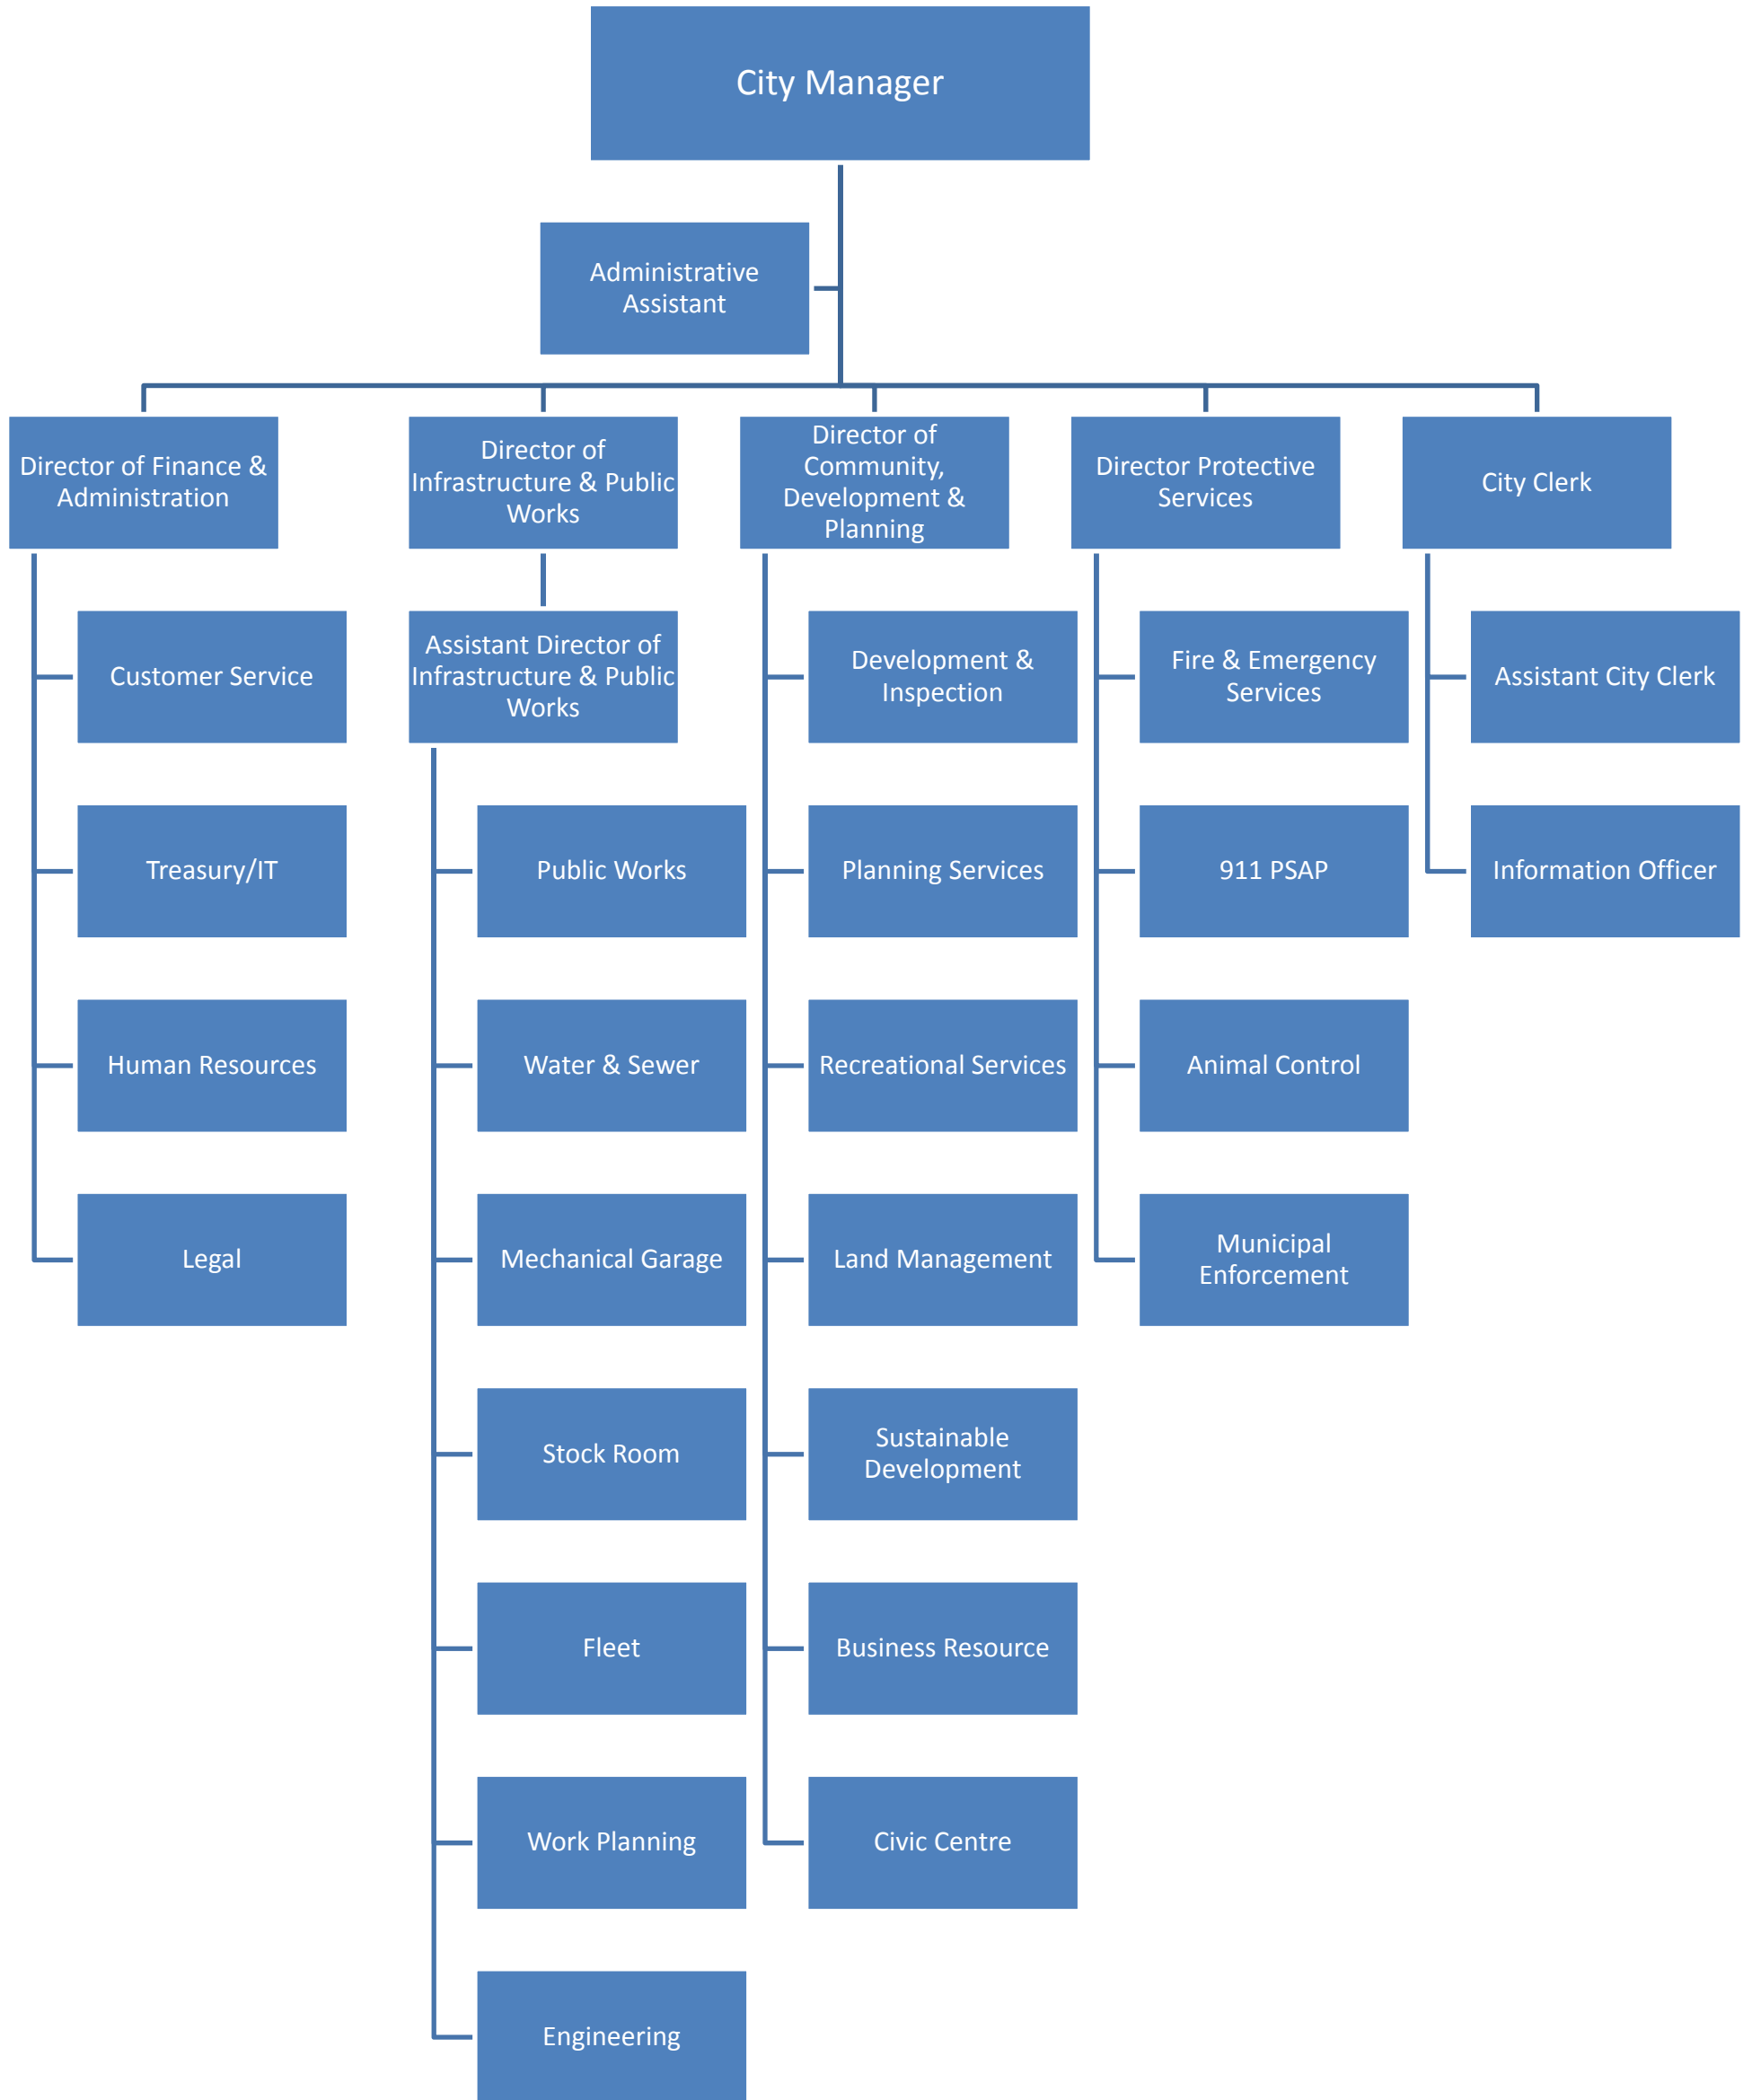 City Manager
Administrative
Assistant
Director of Finance &
Administration
Director of
Infrastructure & Public
Works
Director of
Community,
Development &
Planning
Director Protective
Services
City Clerk
Customer Service
Assistant Director of
Infrastructure & Public
Works
Development &
Inspection
Fire & Emergency
Services
Assistant City Clerk
Treasury/IT
Public Works
Planning Services
911 PSAP
Information Officer
Human Resources
Water & Sewer
Recreational Services
Animal Control
Legal
Mechanical Garage
Land Management
Municipal
Enforcement
Stock Room
Sustainable
Development
Fleet
Business Resource
Work Planning
Civic Centre
Engineering